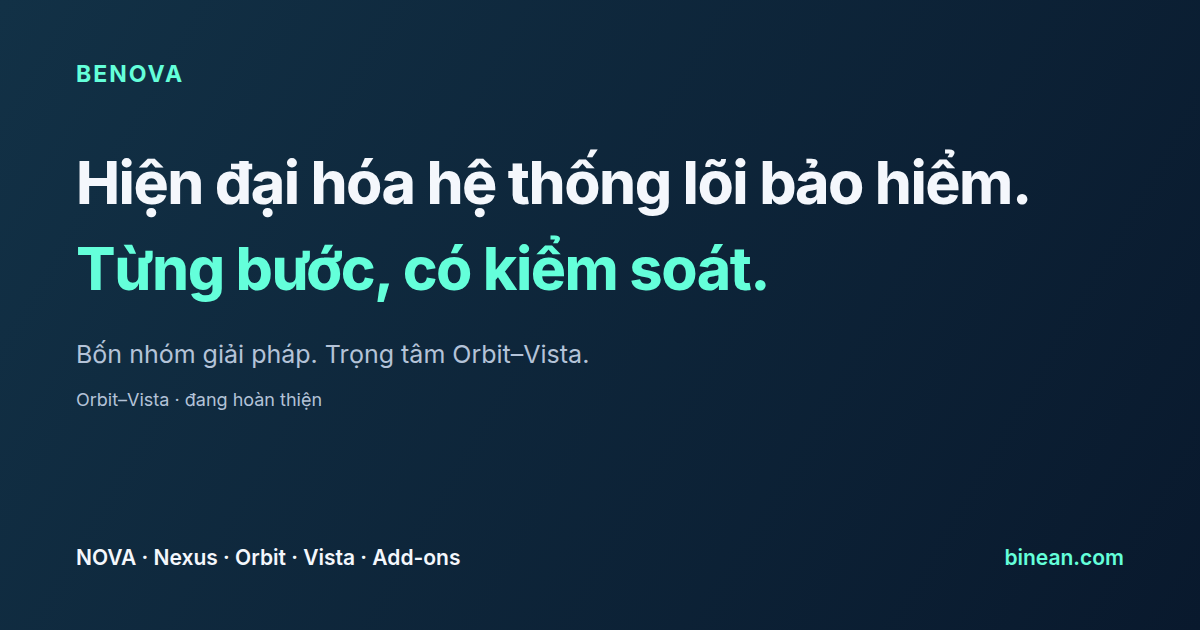 BENOVA
Hiện đại hóa hệ thống lõi bảo hiểm.
Từng bước, có kiểm soát.
Bốn nhóm giải pháp. Trọng tâm Orbit–Vista.
Orbit–Vista · đang hoàn thiện
NOVA · Nexus · Orbit · Vista · Add-ons
binean.com